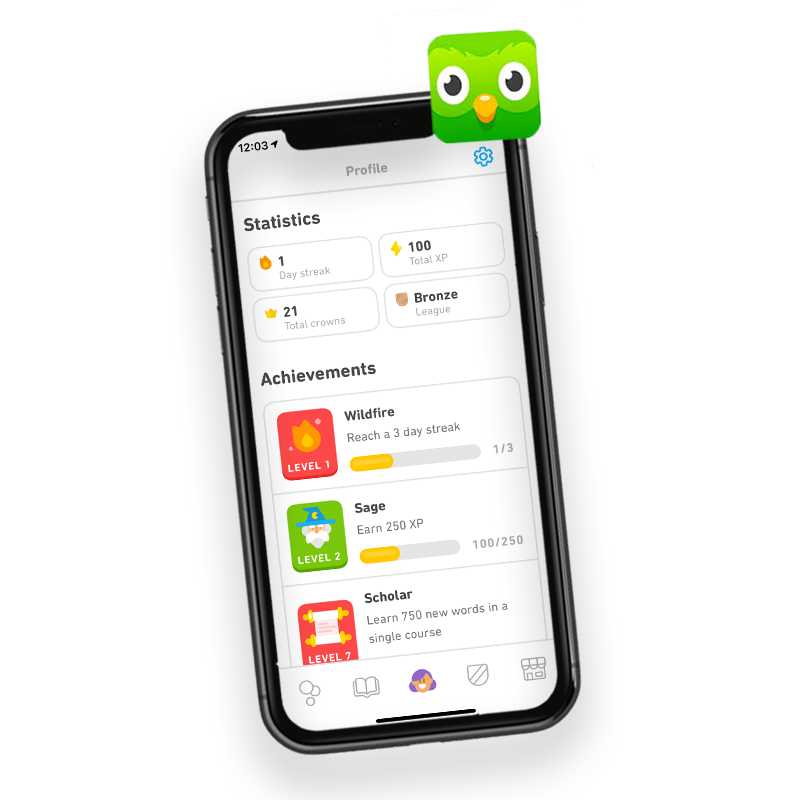 12:03
Profile
Statistics
1
Day streak
100
Total XP
21
Total crowns
Bronze
League
Achievements
LEVEL 1
Wildfire
Reach a 3 day streak
1/3
LEVEL 2
Sage
Earn 250 XP
100/250
LEVEL 7
Scholar
Learn 750 new words in a
single course